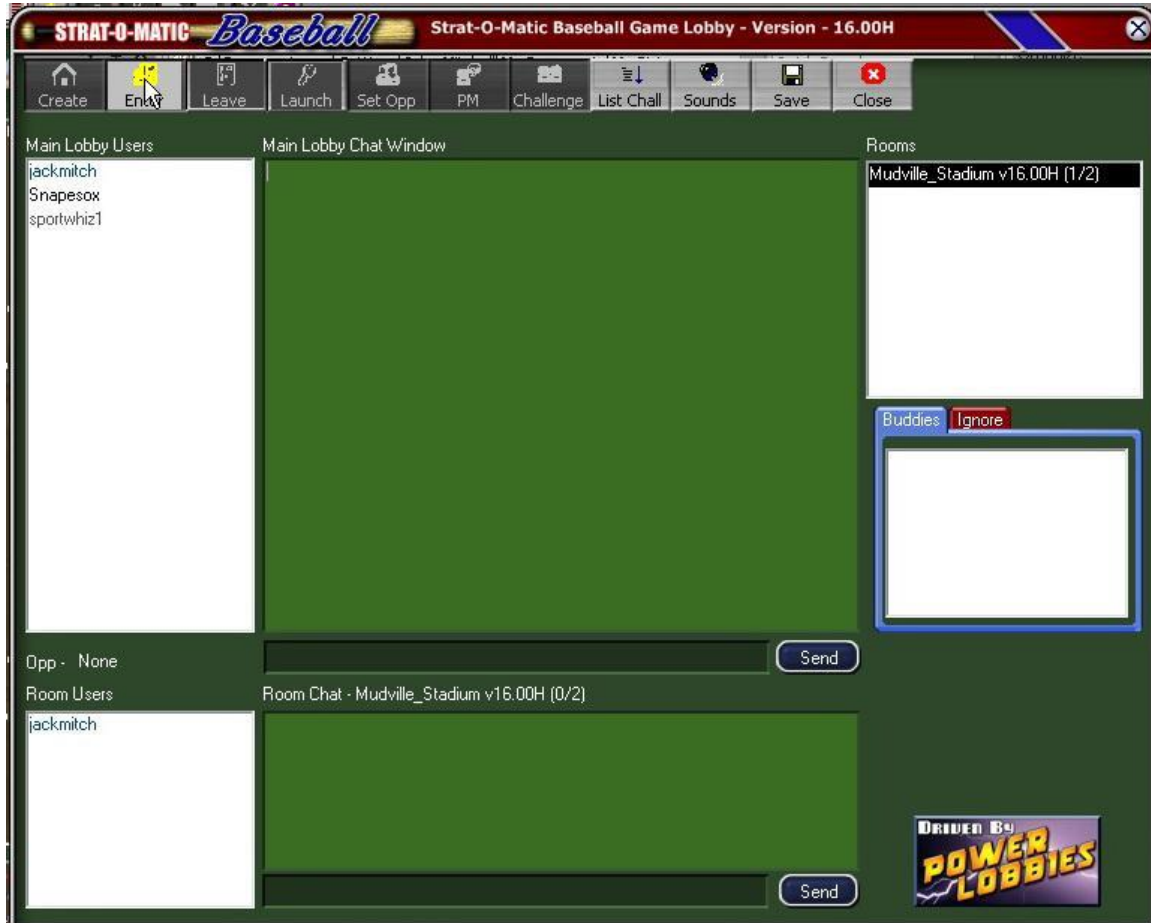 STRAT-O-MATIC Baseball Strat-O-Matic Baseball Game Lobby - Version - 16.00H
Create Enter Leave Launch Set Opp PM Challenge List Chall Sounds Save Close
Main Lobby Users Main Lobby Chat Window Rooms
jackmitch
Snapesox
sportwhiz1
Mudville_Stadium v16.00H (1/2)
Buddies Ignore
Opp - None Send
Room Users Room Chat - Mudville_Stadium v16.00H (0/2)
jackmitch
Send
DRIVEN BY
POWER
LOBBIES